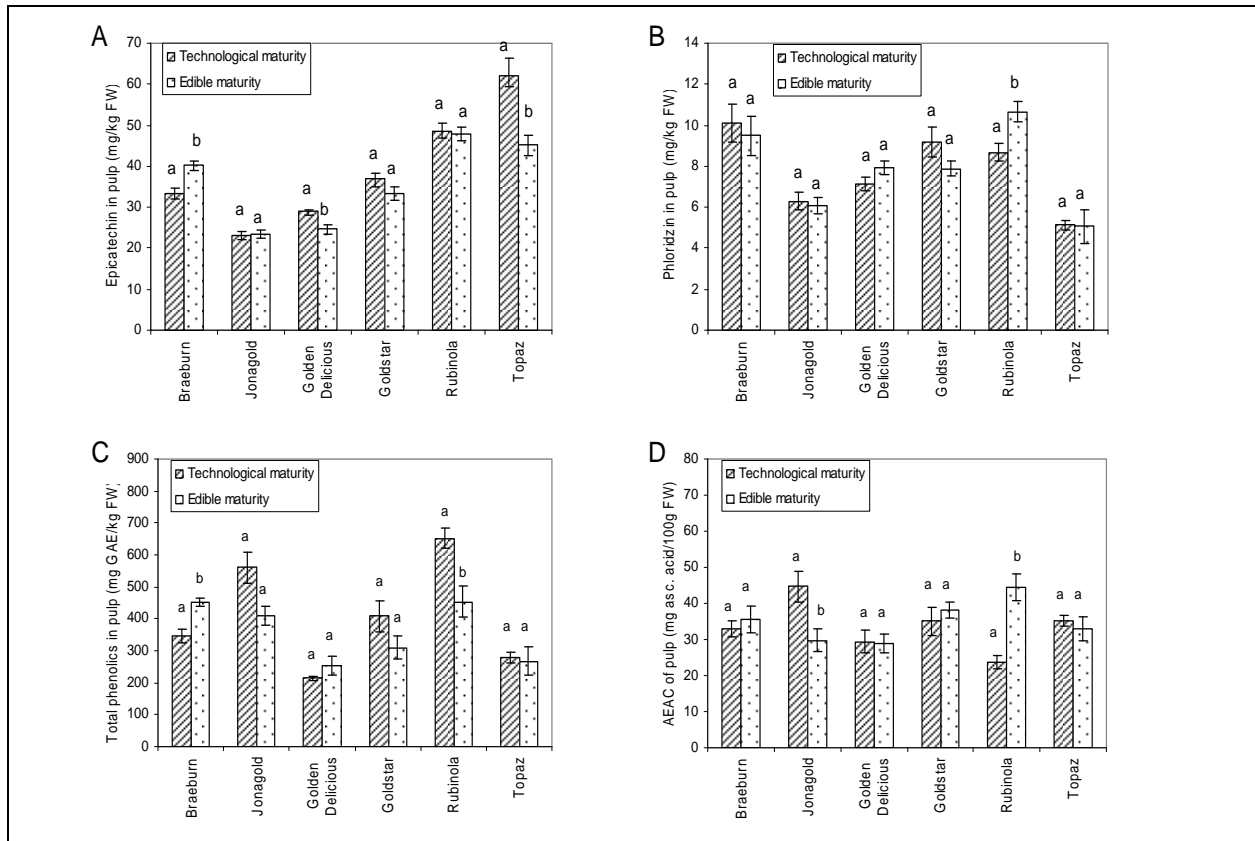 A
Epicatechin in pulp (mg/kg FW)
70
60
50
40
30
20
10
0
Technological maturity
Edible maturity
a
b
a
a
a
b
a
a
a
a
a
b
Braeburn
Jonagold
Golden
Delicious
Goldstar
Rubinola
Topaz
B
Phloridzin in pulp (mg/kg FW)
14
12
10
8
6
4
2
0
Technological maturity
Edible maturity
a
a
a
a
a
a
a
a
a
b
a
a
Braeburn
Jonagold
Golden
Delicious
Goldstar
Rubinola
Topaz
C
Total phenolics in pulp (mg GAE/kg FW)
900
800
700
600
500
400
300
200
100
0
Technological maturity
Edible maturity
a
b
a
a
a
a
a
a
a
b
a
a
Braeburn
Jonagold
Golden
Delicious
Goldstar
Rubinola
Topaz
D
AEAC of pulp (mg asc. acid/100g FW)
80
70
60
50
40
30
20
10
0
Technological maturity
Edible maturity
a
a
a
b
a
a
a
a
a
b
a
a
Braeburn
Jonagold
Golden
Delicious
Goldstar
Rubinola
Topaz